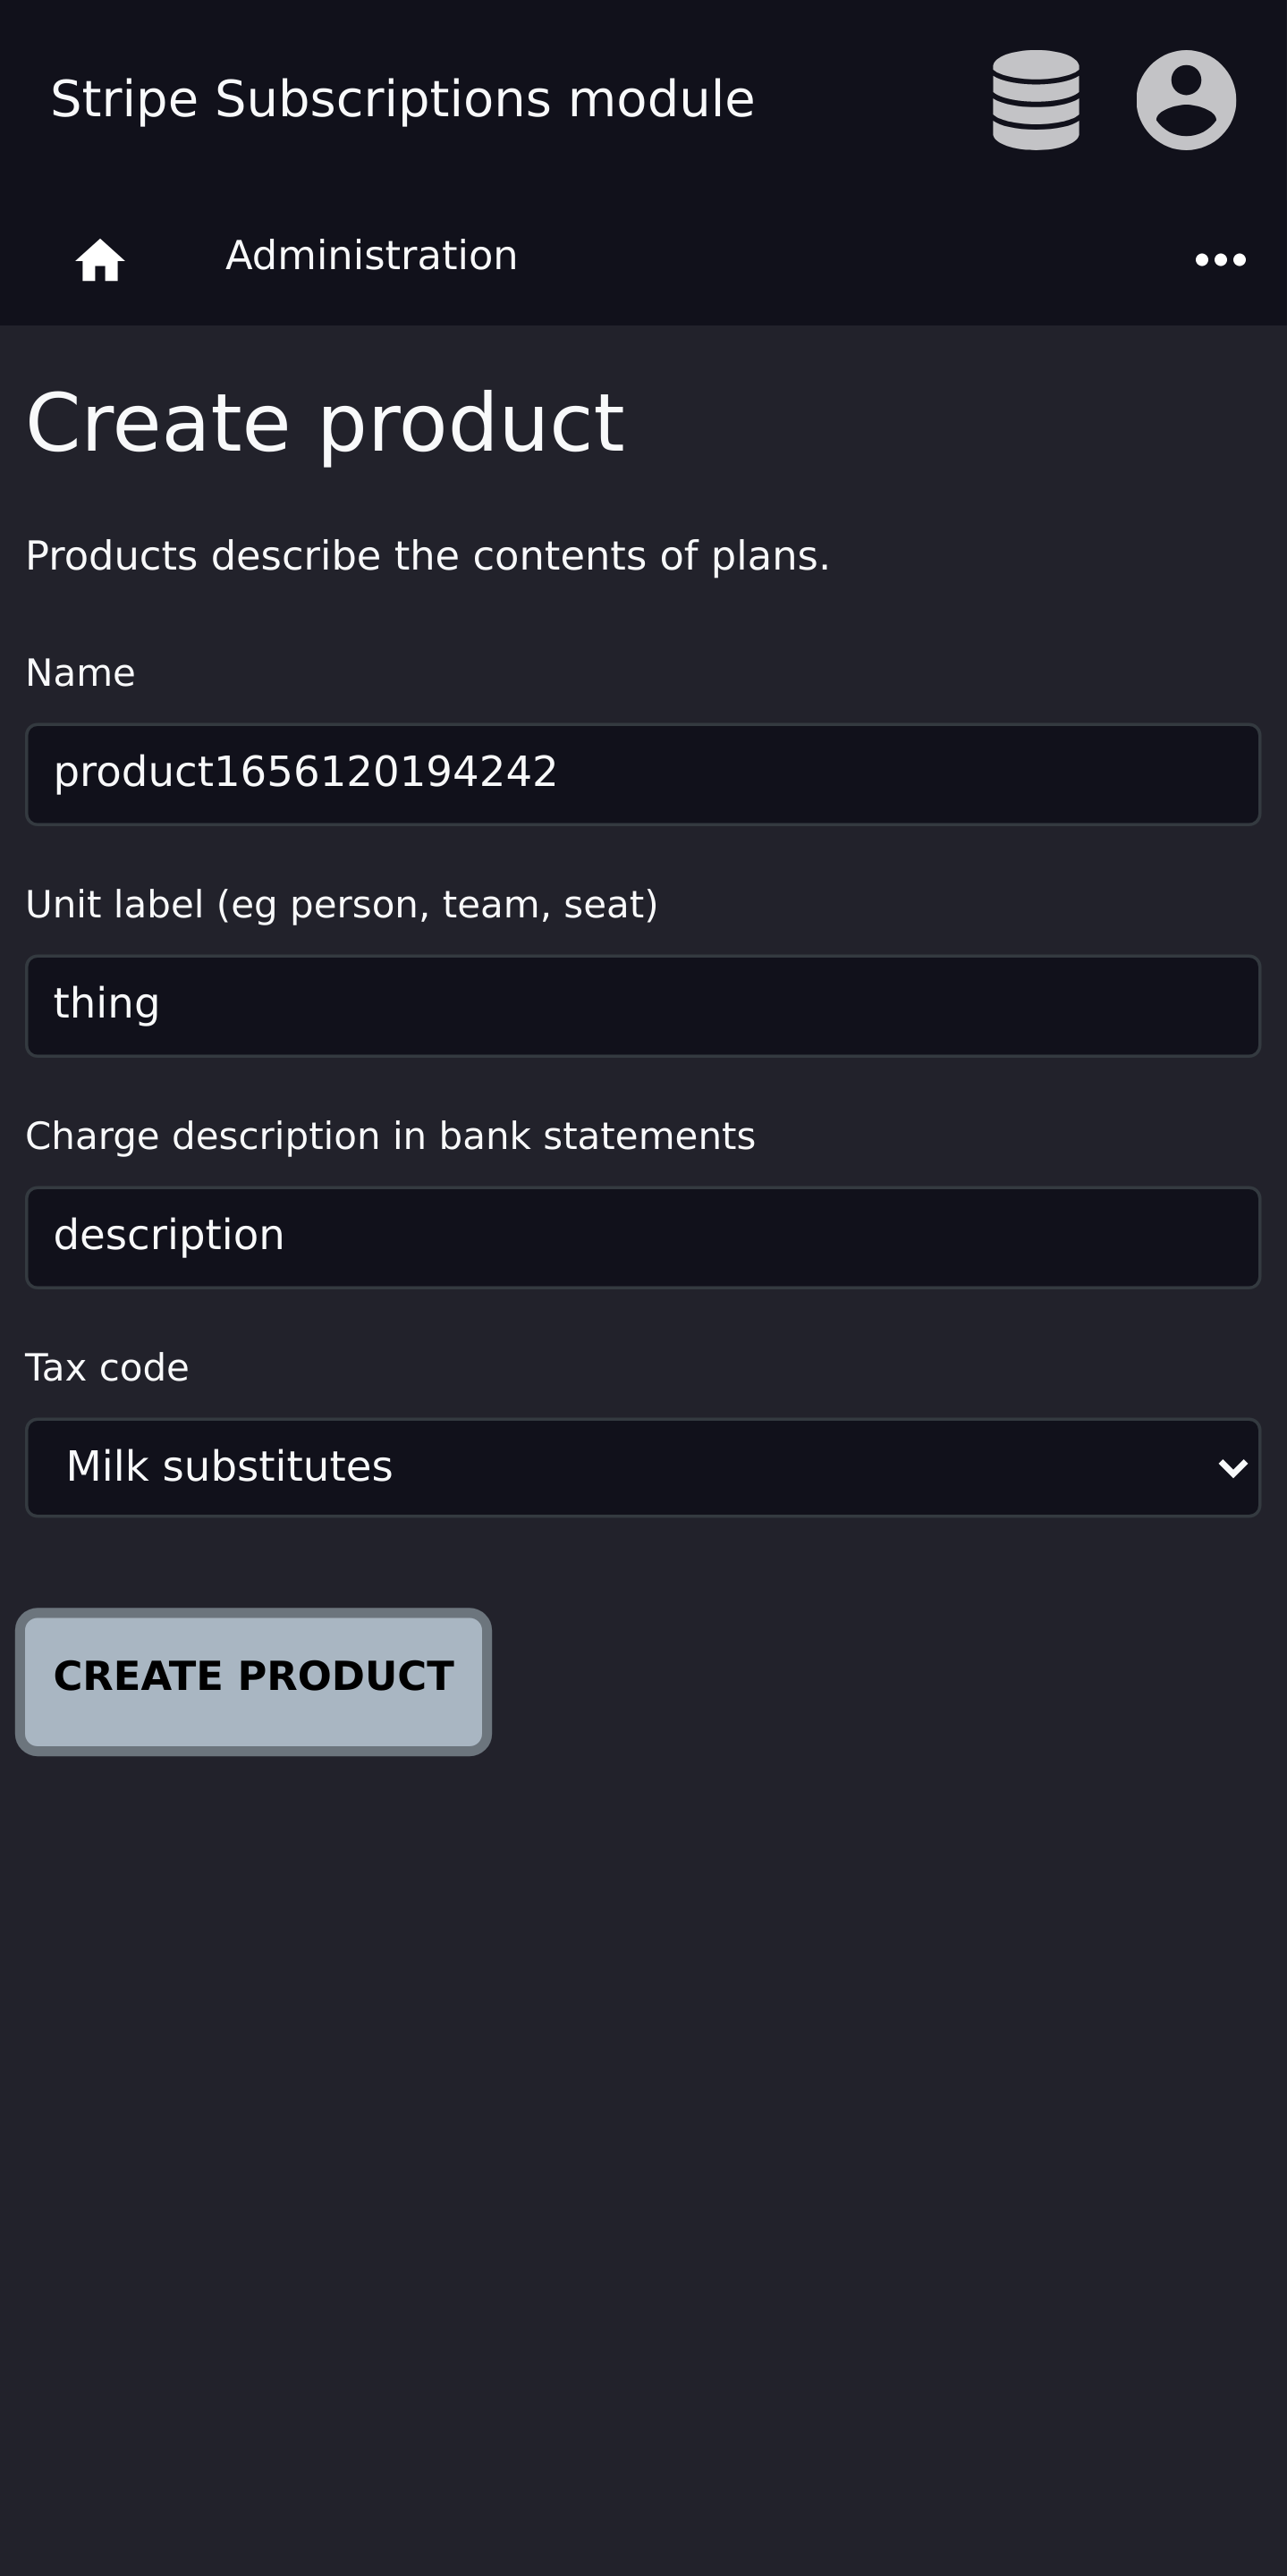 Stripe Subscriptions module
Administration
Create product
Products describe the contents of plans.
Name
product1656120194242
Unit label (eg person, team, seat)
thing
Charge description in bank statements
description
Tax code
Milk substitutes
CREATE PRODUCT